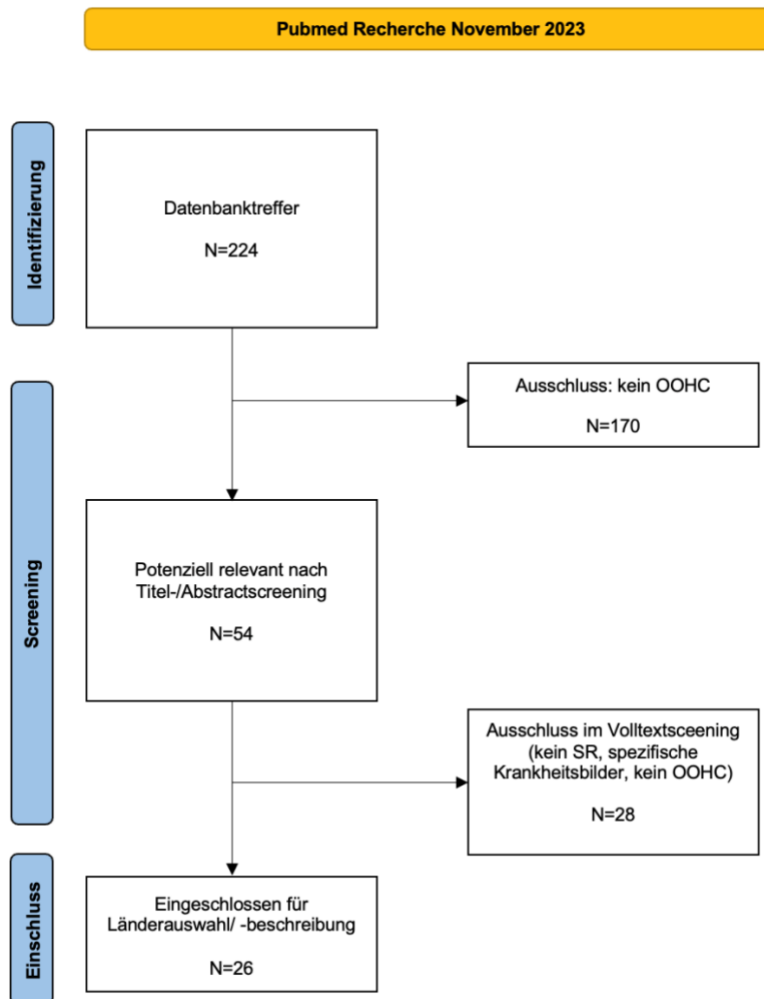 Pubmed Recherche November 2023
Identifizierung
Datenbanktreffer
N=224
Ausschluss: kein OOHC
N=170
Screening
Potenziell relevant nach
Titel-/Abstractscreening
N=54
Ausschluss im Volltextsceening
(kein SR, spezifische
Krankheitsbilder, kein OOHC)
N=28
Einschluss
Eingeschlossen für
Länderauswahl/ -beschreibung
N=26